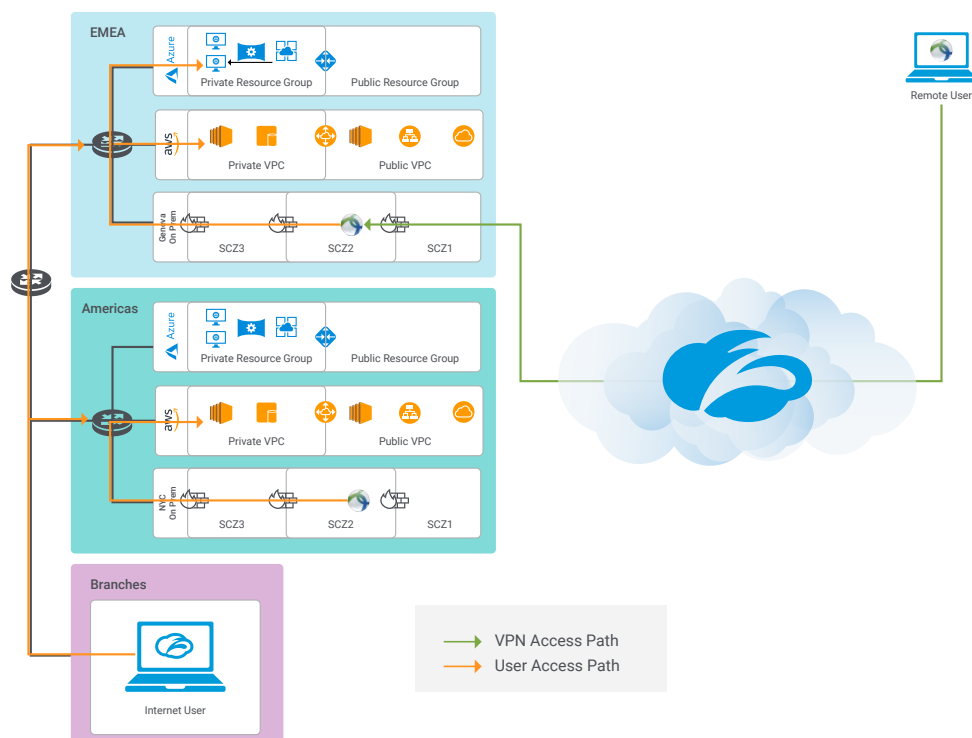 EMEA
Azure
Private Resource Group
Public Resource Group
aws
Private VPC
Public VPC
Geneva
On Prem
SCZ3
SCZ2
SCZ1
Remote User
Americas
Azure
Private Resource Group
Public Resource Group
aws
Private VPC
Public VPC
NYC
On Prem
SCZ3
SCZ2
SCZ1
Branches
Internet User
VPN Access Path
User Access Path